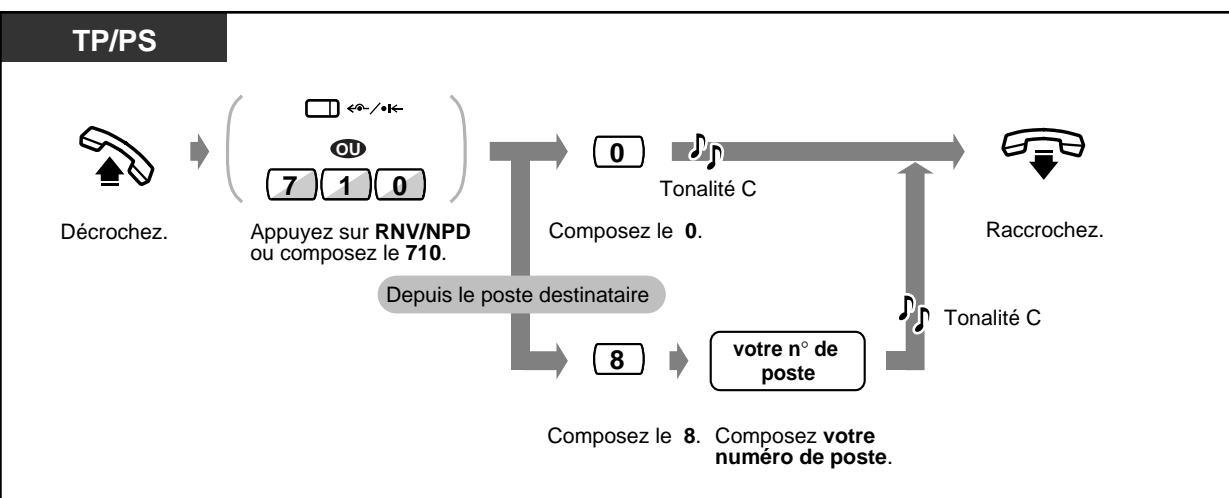 TP/PS
OU
7 1 0
0
Tonalité C
Décrochez.
Appuyez sur RNV/NPD
ou composez le 710.
Composez le 0.
Raccrochez.
Depuis le poste destinataire
Tonalité C
8
votre n° de
poste
Composez le 8.
Composez votre
numéro de poste.